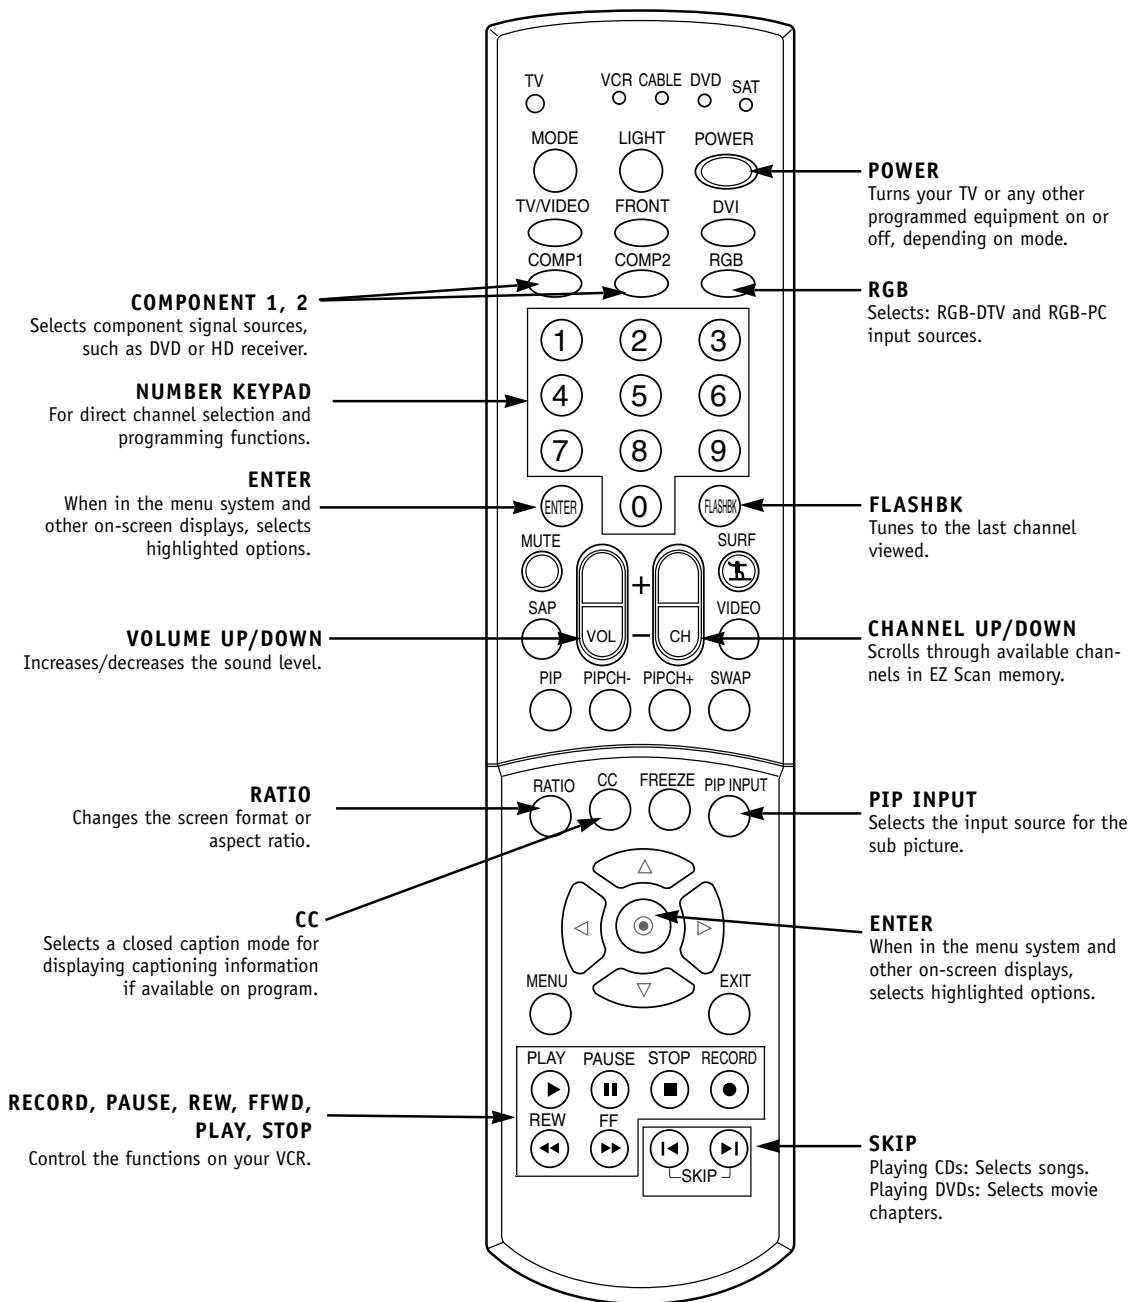 TV VCR CABLE DVD SAT
MODE LIGHT POWER
TV/VIDEO FRONT DVI
COMP1 COMP2 RGB
1 2 3
4 5 6
7 8 9
ENTER 0 FLASHBK
MUTE SURF
+
SAP VIDEO
VOL – CH
PIP PIPCH- PIPCH+ SWAP
RATIO CC FREEZE PIP INPUT
MENU EXIT
PLAY PAUSE STOP RECORD
REW FF
SKIP
COMPONENT 1, 2
Selects component signal sources,
such as DVD or HD receiver.
NUMBER KEYPAD
For direct channel selection and
programming functions.
ENTER
When in the menu system and
other on-screen displays, selects
highlighted options.
VOLUME UP/DOWN
Increases/decreases the sound level.
RATIO
Changes the screen format or
aspect ratio.
CC
Selects a closed caption mode for
displaying captioning information
if available on program.
RECORD, PAUSE, REW, FFWD,
PLAY, STOP
Control the functions on your VCR.
POWER
Turns your TV or any other
programmed equipment on or
off, depending on mode.
RGB
Selects: RGB-DTV and RGB-PC
input sources.
FLASHBK
Tunes to the last channel
viewed.
CHANNEL UP/DOWN
Scrolls through available chan-
nels in EZ Scan memory.
PIP INPUT
Selects the input source for the
sub picture.
ENTER
When in the menu system and
other on-screen displays,
selects highlighted options.
SKIP
Playing CDs: Selects songs.
Playing DVDs: Selects movie
chapters.